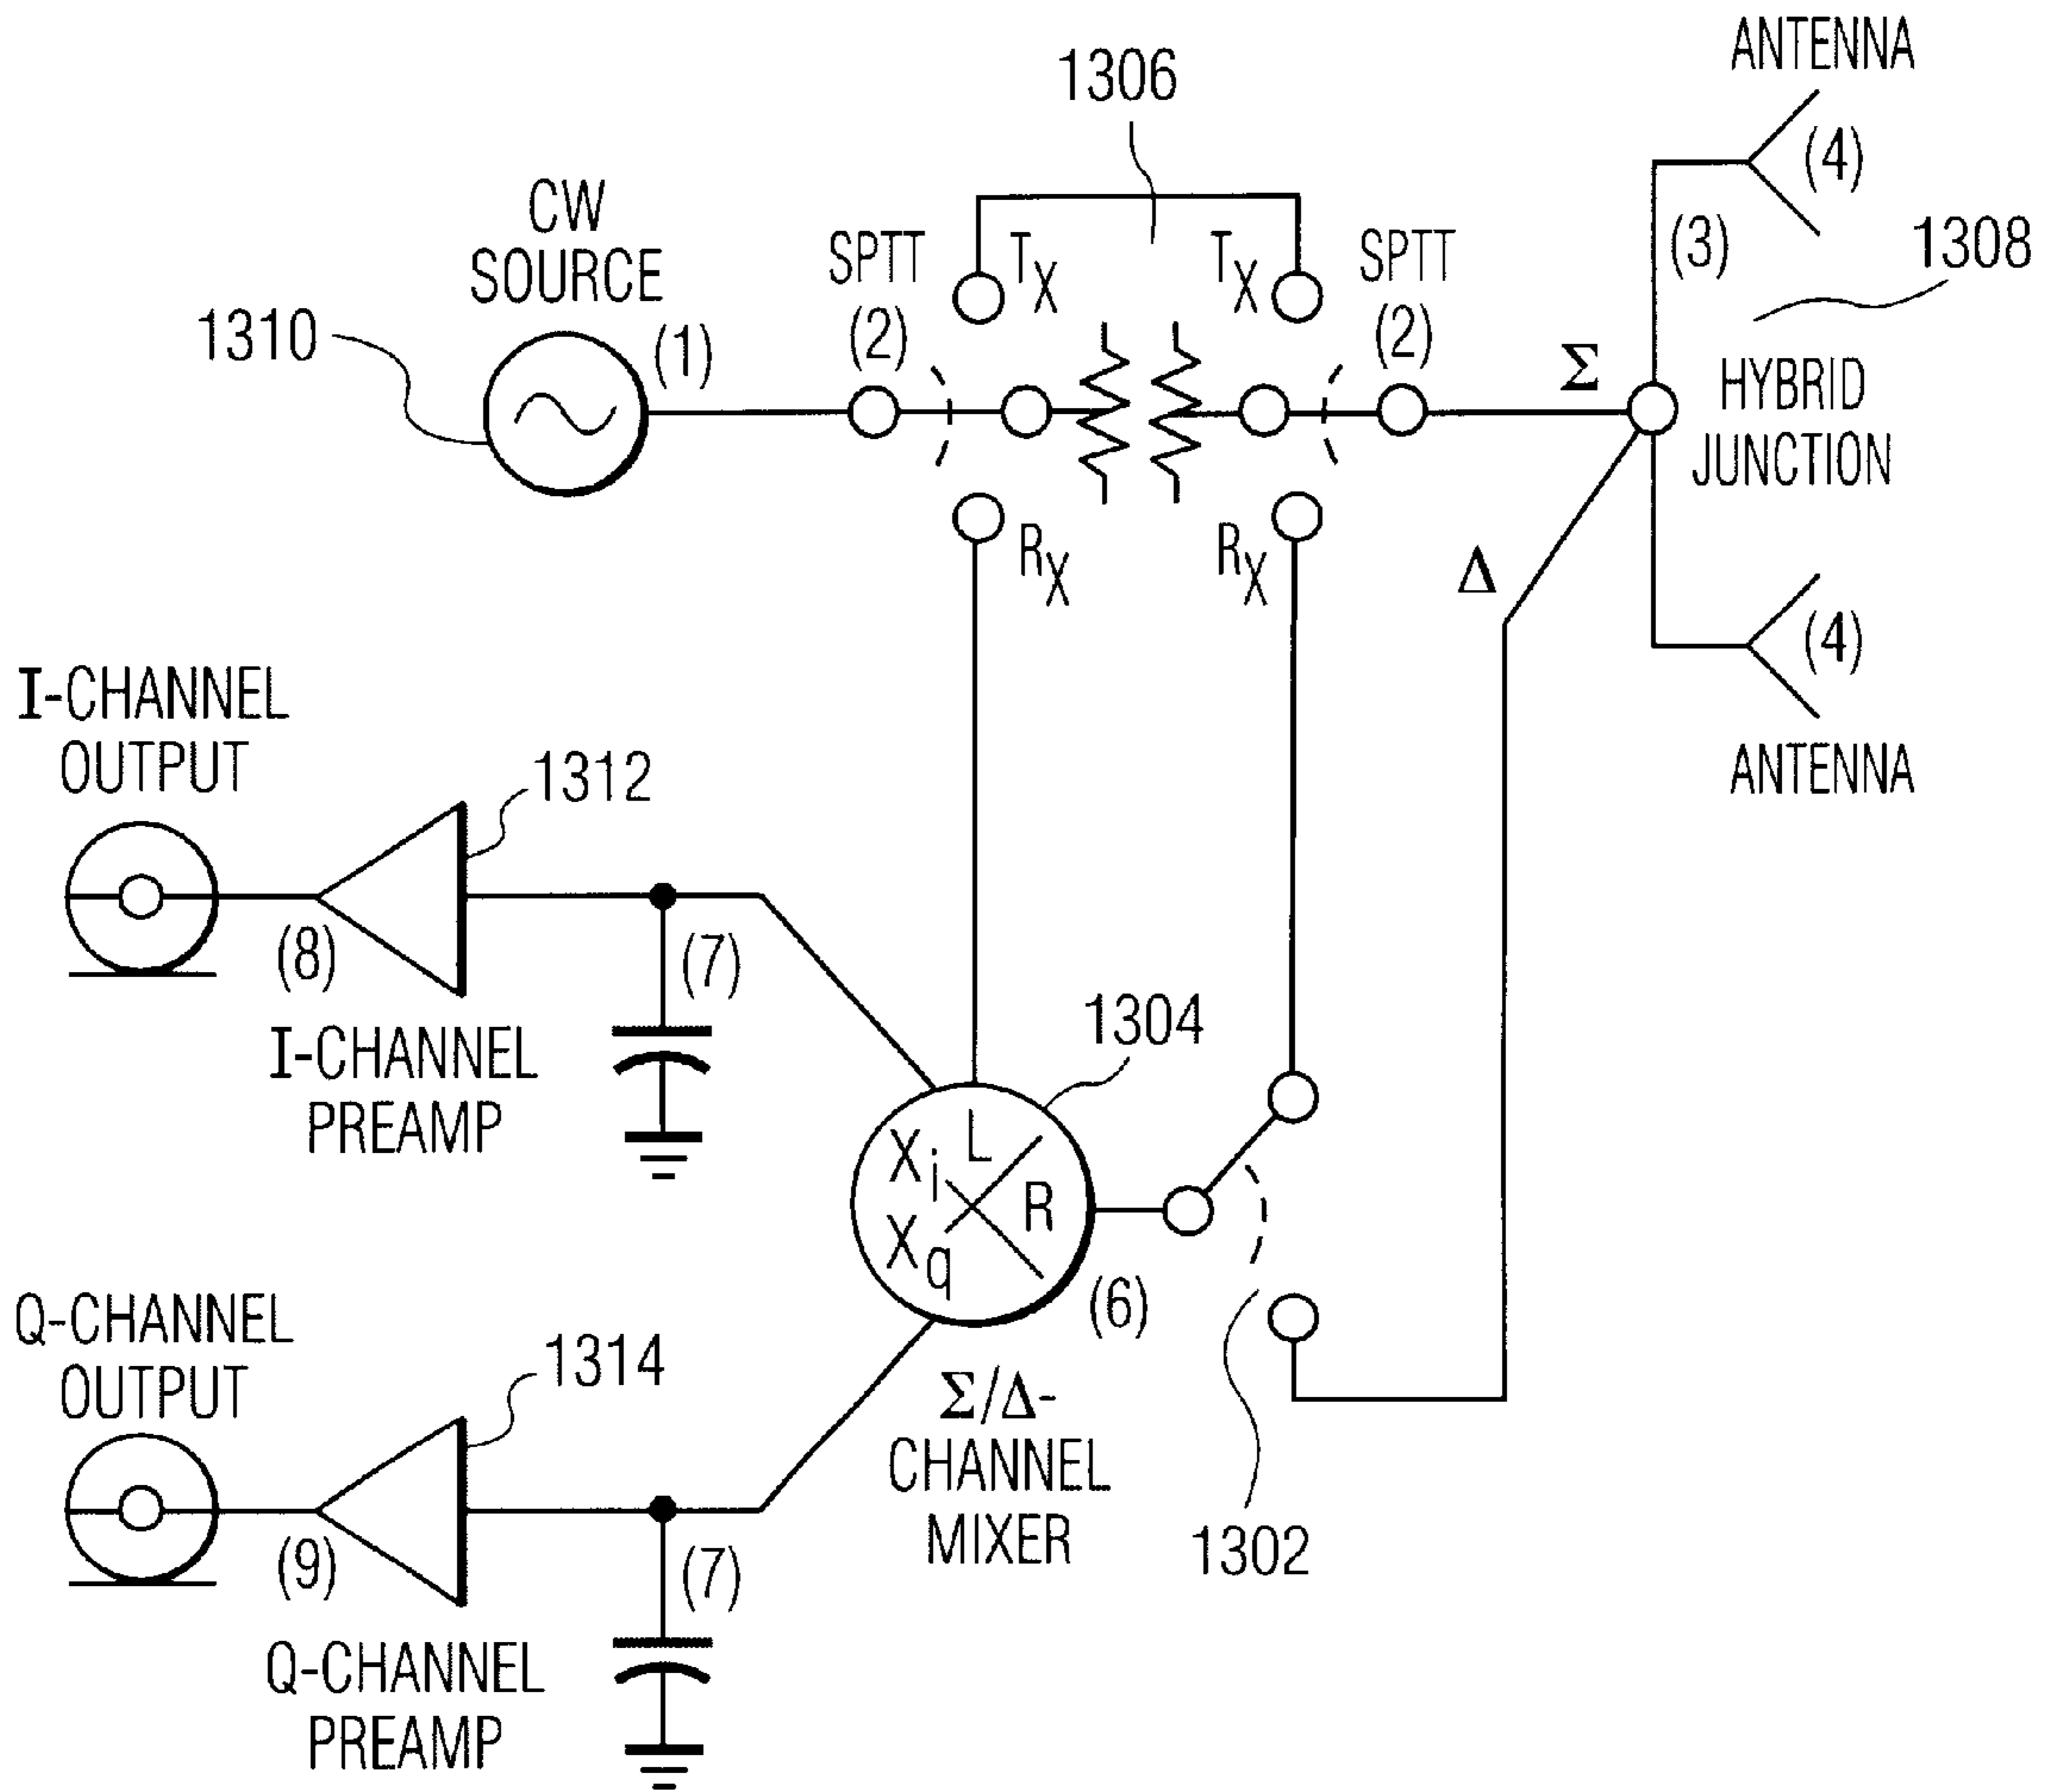 ANTENNA
(4)
1306
CW
SOURCE
(1)
1310
SPTT
(2)
TX
TX
SPTT
(2)
(3)
1308
Σ
HYBRID
JUNCTION
RX
RX
Δ
(4)
ANTENNA
I-CHANNEL
OUTPUT
1312
(8)
(7)
I-CHANNEL
PREAMP
1304
L
Xi
R
Xq
(6)
Σ/Δ-
CHANNEL
MIXER
1302
Q-CHANNEL
OUTPUT
1314
(9)
(7)
Q-CHANNEL
PREAMP